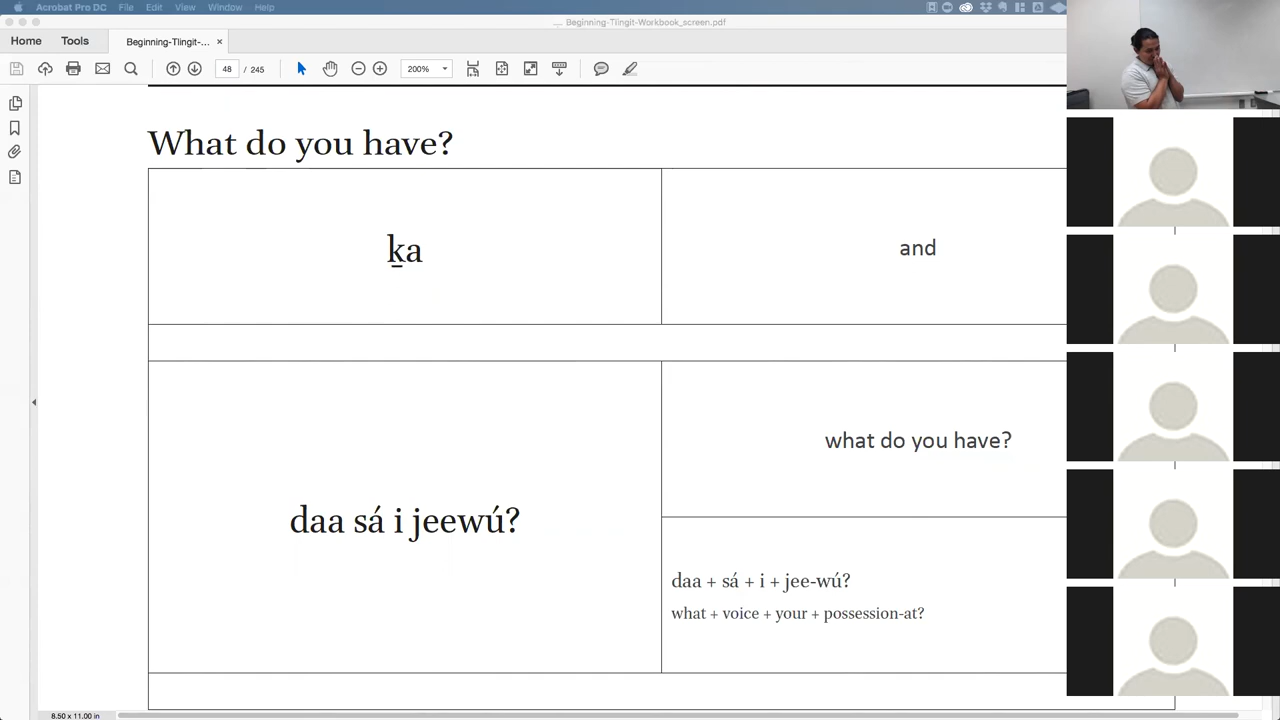 Acrobat Pro DC File Edit View Window Help
Beginning-Tlingit-Workbook_screen.pdf
Home Tools Beginning-Tlingit-... ×
48 / 245 200%
What do you have?
ḵa
and
daa sá i jeewú?
what do you have?
daa + sá + i + jee-wú?
what + voice + your + possession-at?
8.50 x 11.00 in